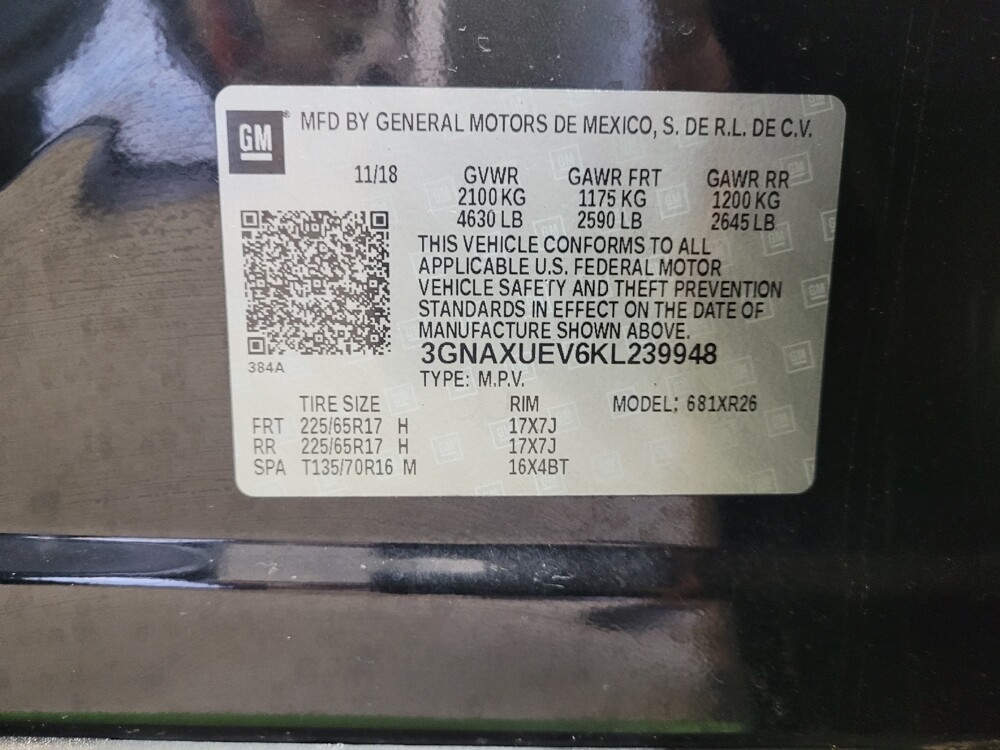 GM
MFD BY GENERAL MOTORS DE MEXICO, S. DE R.L. DE C.V.
11/18 GVWR GAWR FRT GAWR RR
2100 KG 1175 KG 1200 KG
4630 LB 2590 LB 2645 LB
THIS VEHICLE CONFORMS TO ALL
APPLICABLE U.S. FEDERAL MOTOR
VEHICLE SAFETY AND THEFT PREVENTION
STANDARDS IN EFFECT ON THE DATE OF
MANUFACTURE SHOWN ABOVE.
3GNAXUEV6KL239948
384A
TYPE: M.P.V.
TIRE SIZE RIM MODEL: 681XR26
FRT 225/65R17 H 17X7J
RR 225/65R17 H 17X7J
SPA T135/70R16 M 16X4BT